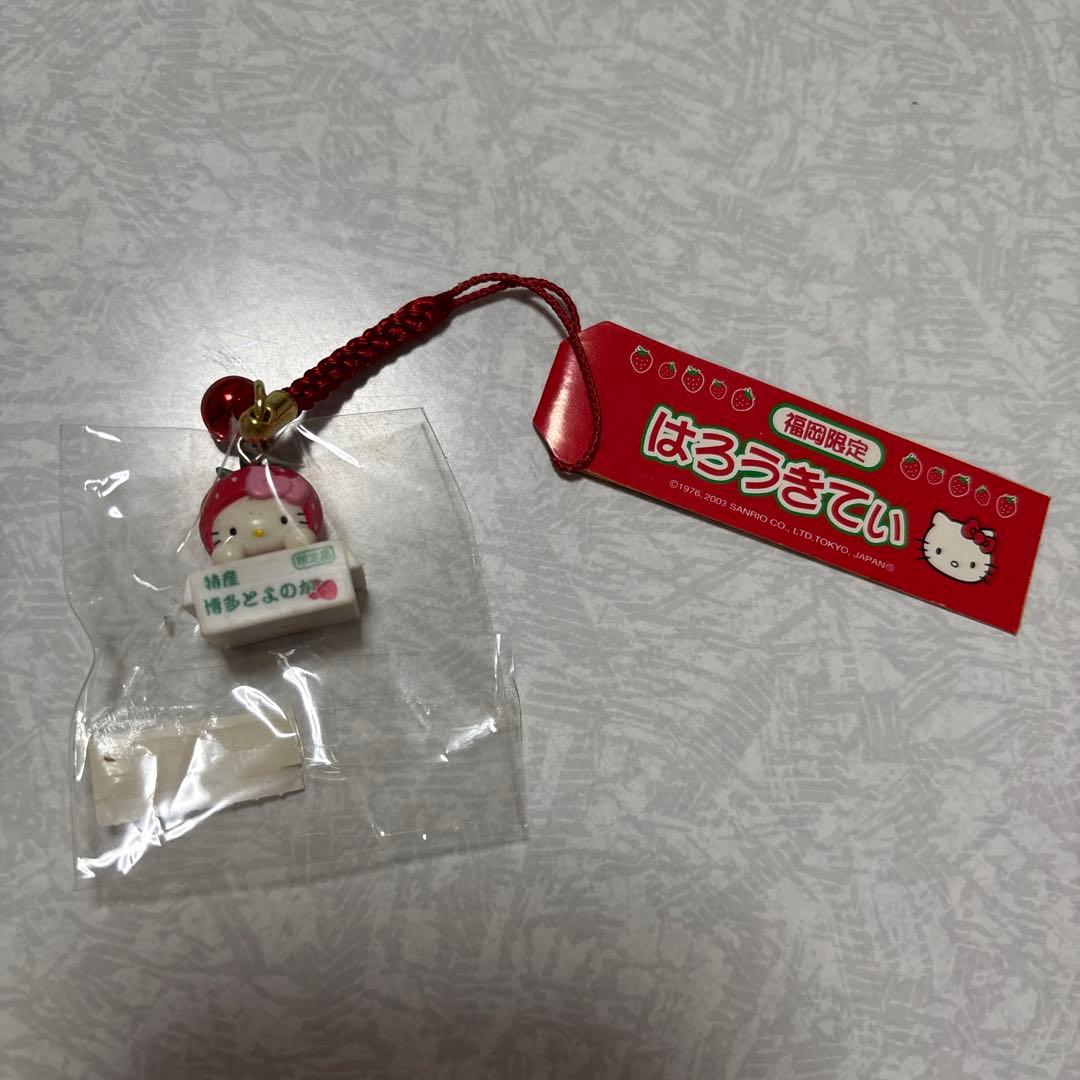 福岡限定
はろうきてぃ
©1976, 2003 SANRIO CO., LTD.TOKYO, JAPAN Ⓢ
限定品
特産
博多とよのか